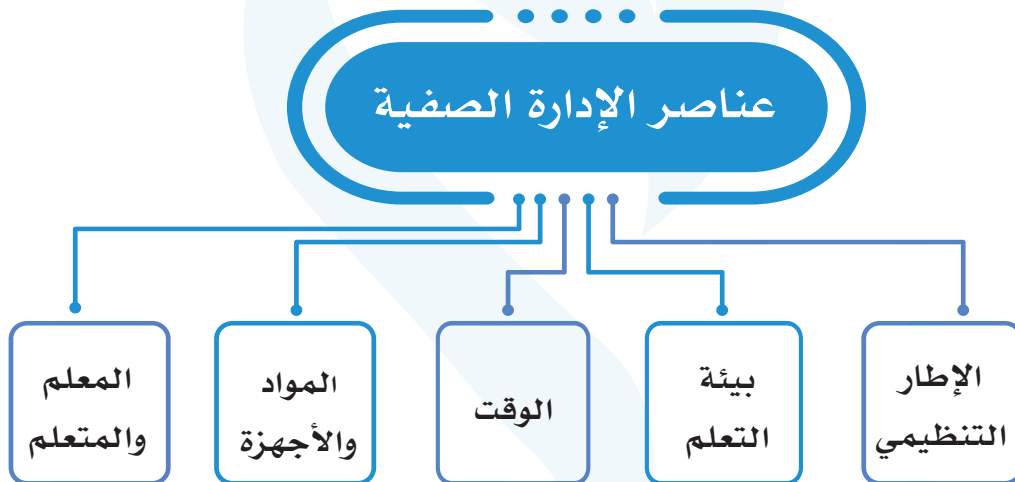 عناصر الإدارة الصفية
الإطار
التنظيمي
بيئة
التعلم
الوقت
المواد
والأجهزة
المعلم
والمتعلم